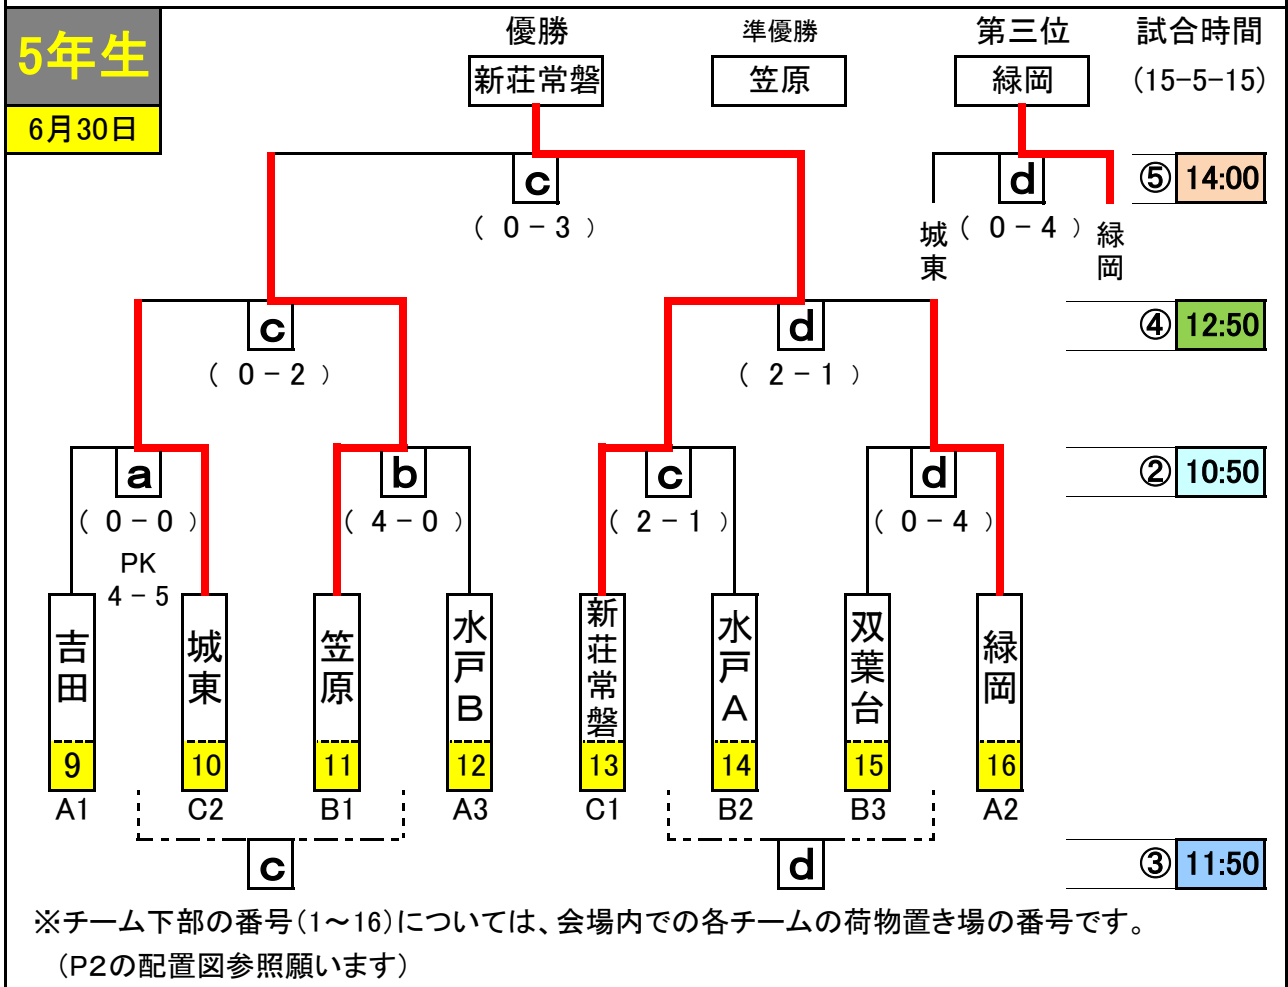 5年生
6月30日
優勝 準優勝 第三位 試合時間
新荘常磐 笠原 緑岡 (15-5-15)
c d ⑤ 14:00
( 0 - 3 ) 城東 ( 0 - 4 ) 緑岡
c d ④ 12:50
( 0 - 2 ) ( 2 - 1 )
a b c d ② 10:50
( 0 - 0 ) ( 4 - 0 ) ( 2 - 1 ) ( 0 - 4 )
PK
4 - 5
吉田 城東 笠原 水戸B 新荘常磐 水戸A 双葉台 緑岡
9 10 11 12 13 14 15 16
A1 C2 B1 A3 C1 B2 B3 A2
c d ③ 11:50
※チーム下部の番号(1～16)については、会場内での各チームの荷物置き場の番号です。
(P2の配置図参照願います)